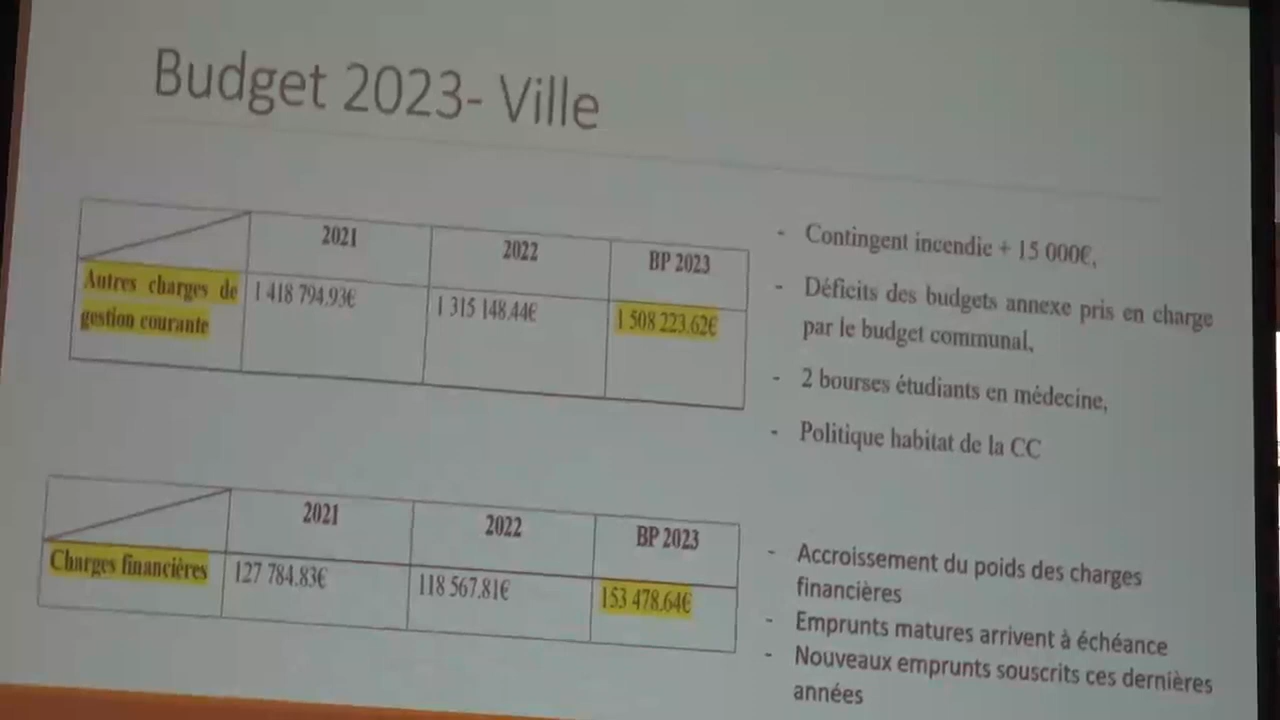 Budget 2023- Ville
2021 2022 BP 2023
Autres charges de gestion courante 1 418 794.93€ 1 315 148.44€ 1 508 223.62€
- Contingent incendie + 15 000€,
- Déficits des budgets annexe pris en charge
par le budget communal,
- 2 bourses étudiants en médecine,
- Politique habitat de la CC
2021 2022 BP 2023
Charges financières 127 784.83€ 118 567.81€ 153 478.64€
- Accroissement du poids des charges
financières
- Emprunts matures arrivent à échéance
- Nouveaux emprunts souscrits ces dernières
années